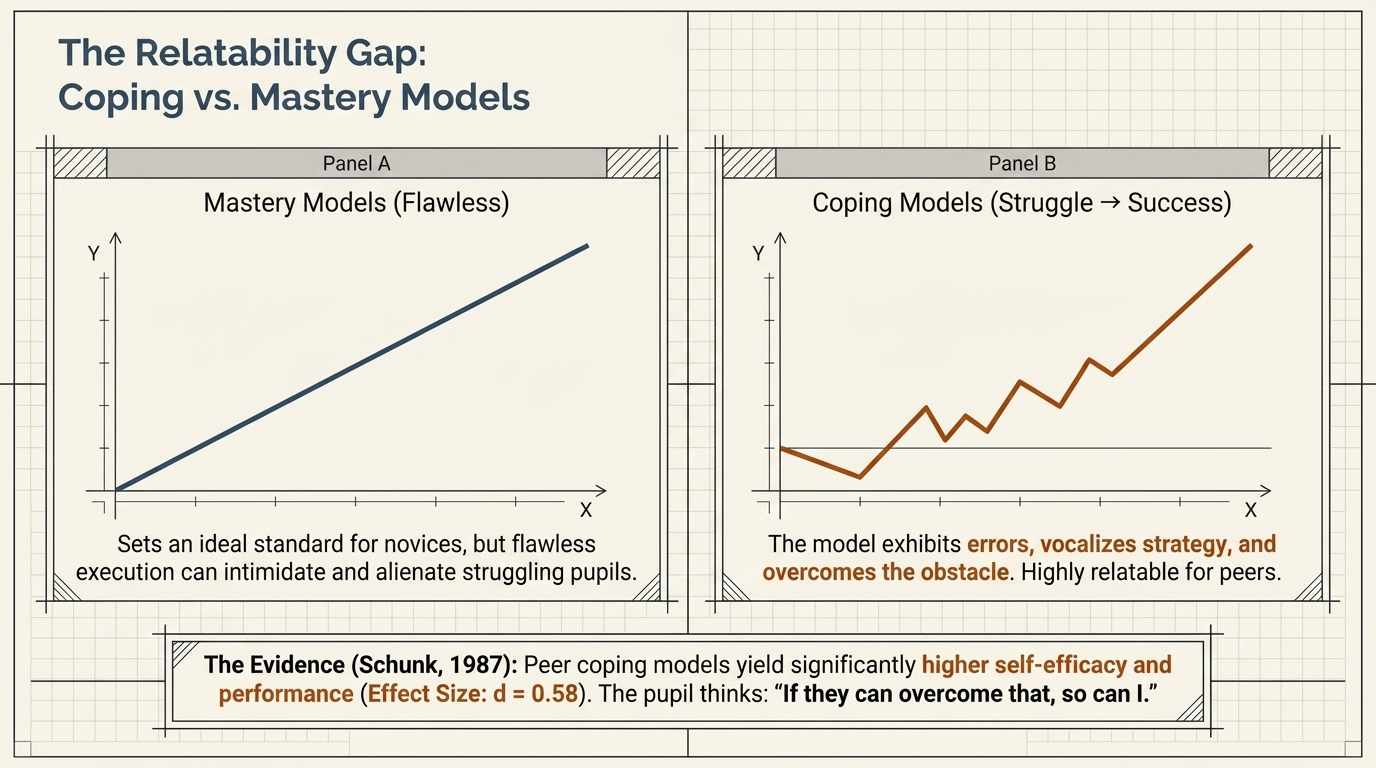 The Relatability Gap:
Coping vs. Mastery Models
Panel A
Mastery Models (Flawless)
Y
X
Sets an ideal standard for novices, but flawless
execution can intimidate and alienate struggling pupils.
Panel B
Coping Models (Struggle → Success)
Y
X
The model exhibits errors, vocalizes strategy, and
overcomes the obstacle. Highly relatable for peers.
The Evidence (Schunk, 1987): Peer coping models yield significantly higher self-efficacy and
performance (Effect Size: d = 0.58). The pupil thinks: “If they can overcome that, so can I.”